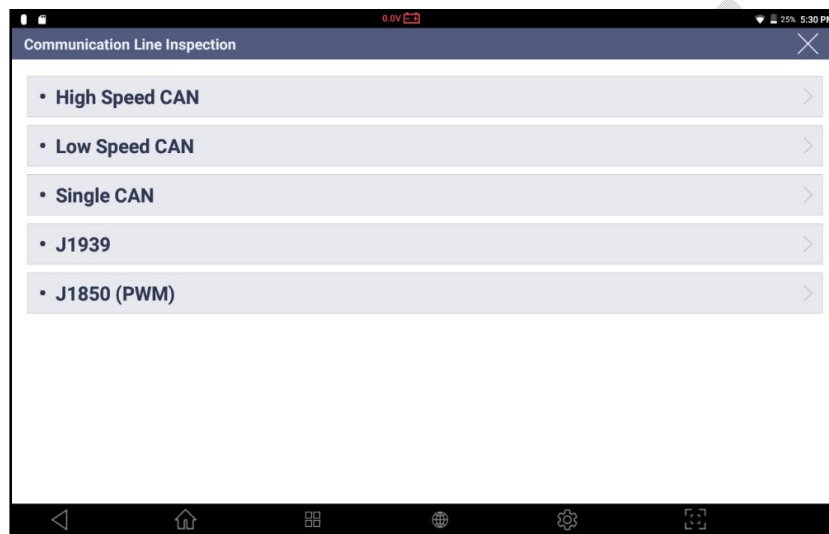 0.0V
25% 5:30 PM
Communication Line Inspection
• High Speed CAN
• Low Speed CAN
• Single CAN
• J1939
• J1850 (PWM)